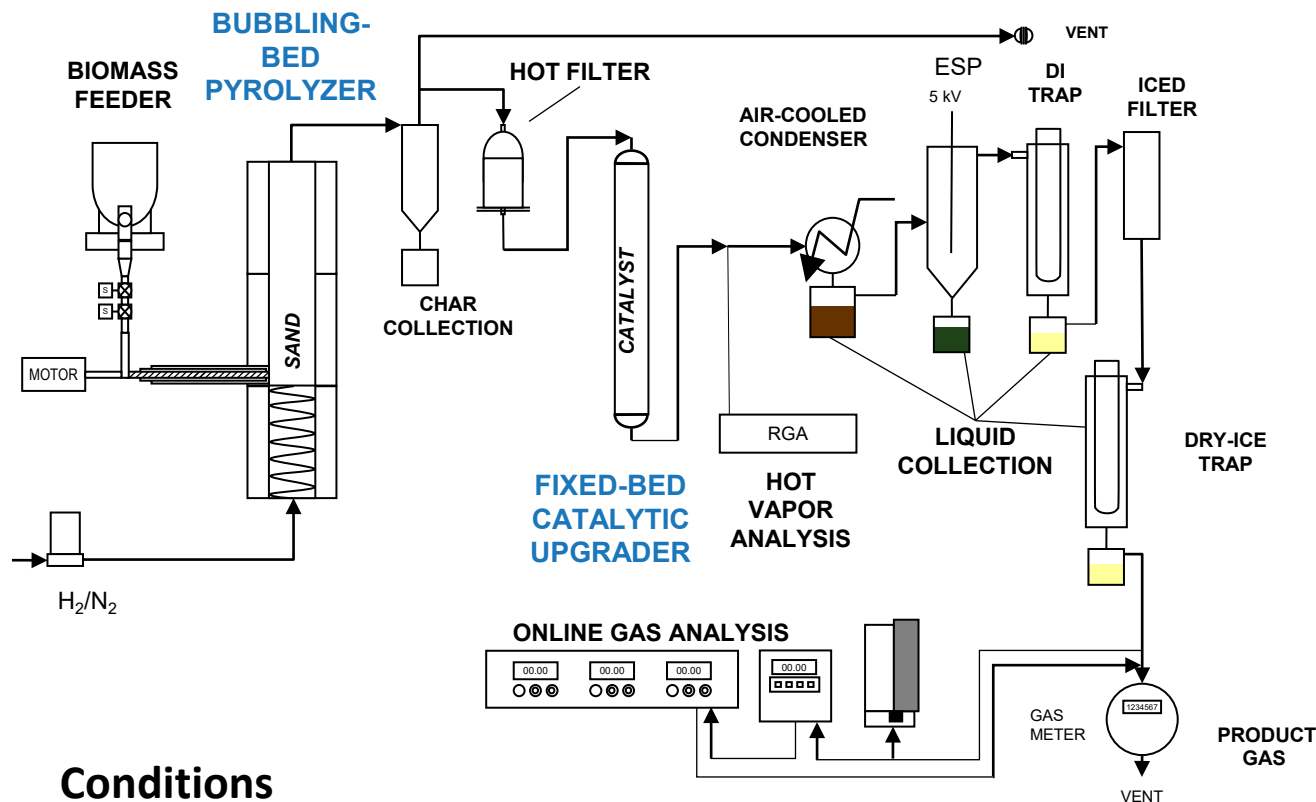 BUBBLING-
BED
PYROLYZER
BIOMASS
FEEDER
HOT FILTER
VENT
ESP
5 kV
DI
TRAP
ICED
FILTER
AIR-COOLED
CONDENSER
S
S
MOTOR
SAND
CHAR
COLLECTION
CATALYST
RGA
LIQUID
COLLECTION
DRY-ICE
TRAP
HOT
VAPOR
ANALYSIS
FIXED-BED
CATALYTIC
UPGRADER
H₂/N₂
ONLINE GAS ANALYSIS
00.00
00.00
00.00
00.00
1234567
GAS
METER
PRODUCT
GAS
VENT
Conditions